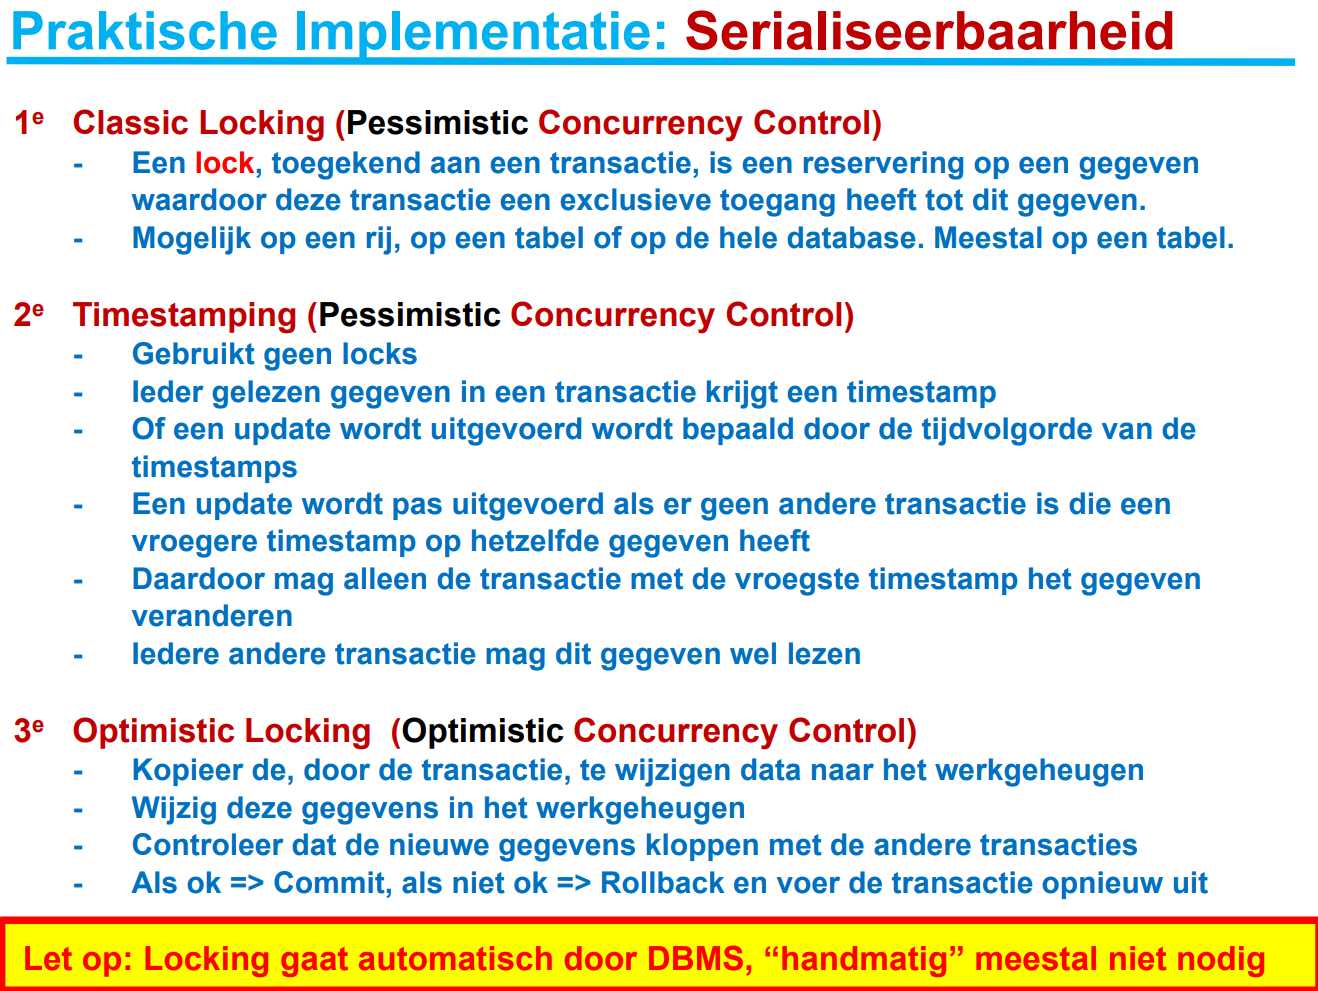 Praktische Implementatie: Serialiseerbaarheid
1e Classic Locking (Pessimistic Concurrency Control)
- Een lock, toegekend aan een transactie, is een reservering op een gegeven
waardoor deze transactie een exclusieve toegang heeft tot dit gegeven.
- Mogelijk op een rij, op een tabel of op de hele database. Meestal op een tabel.
2e Timestamping (Pessimistic Concurrency Control)
- Gebruikt geen locks
- Ieder gelezen gegeven in een transactie krijgt een timestamp
- Of een update wordt uitgevoerd wordt bepaald door de tijdvolgorde van de
timestamps
- Een update wordt pas uitgevoerd als er geen andere transactie is die een
vroegere timestamp op hetzelfde gegeven heeft
- Daardoor mag alleen de transactie met de vroegste timestamp het gegeven
veranderen
- Iedere andere transactie mag dit gegeven wel lezen
3e Optimistic Locking (Optimistic Concurrency Control)
- Kopieer de, door de transactie, te wijzigen data naar het werkgeheugen
- Wijzig deze gegevens in het werkgeheugen
- Controleer dat de nieuwe gegevens kloppen met de andere transacties
- Als ok => Commit, als niet ok => Rollback en voer de transactie opnieuw uit
Let op: Locking gaat automatisch door DBMS, “handmatig” meestal niet nodig